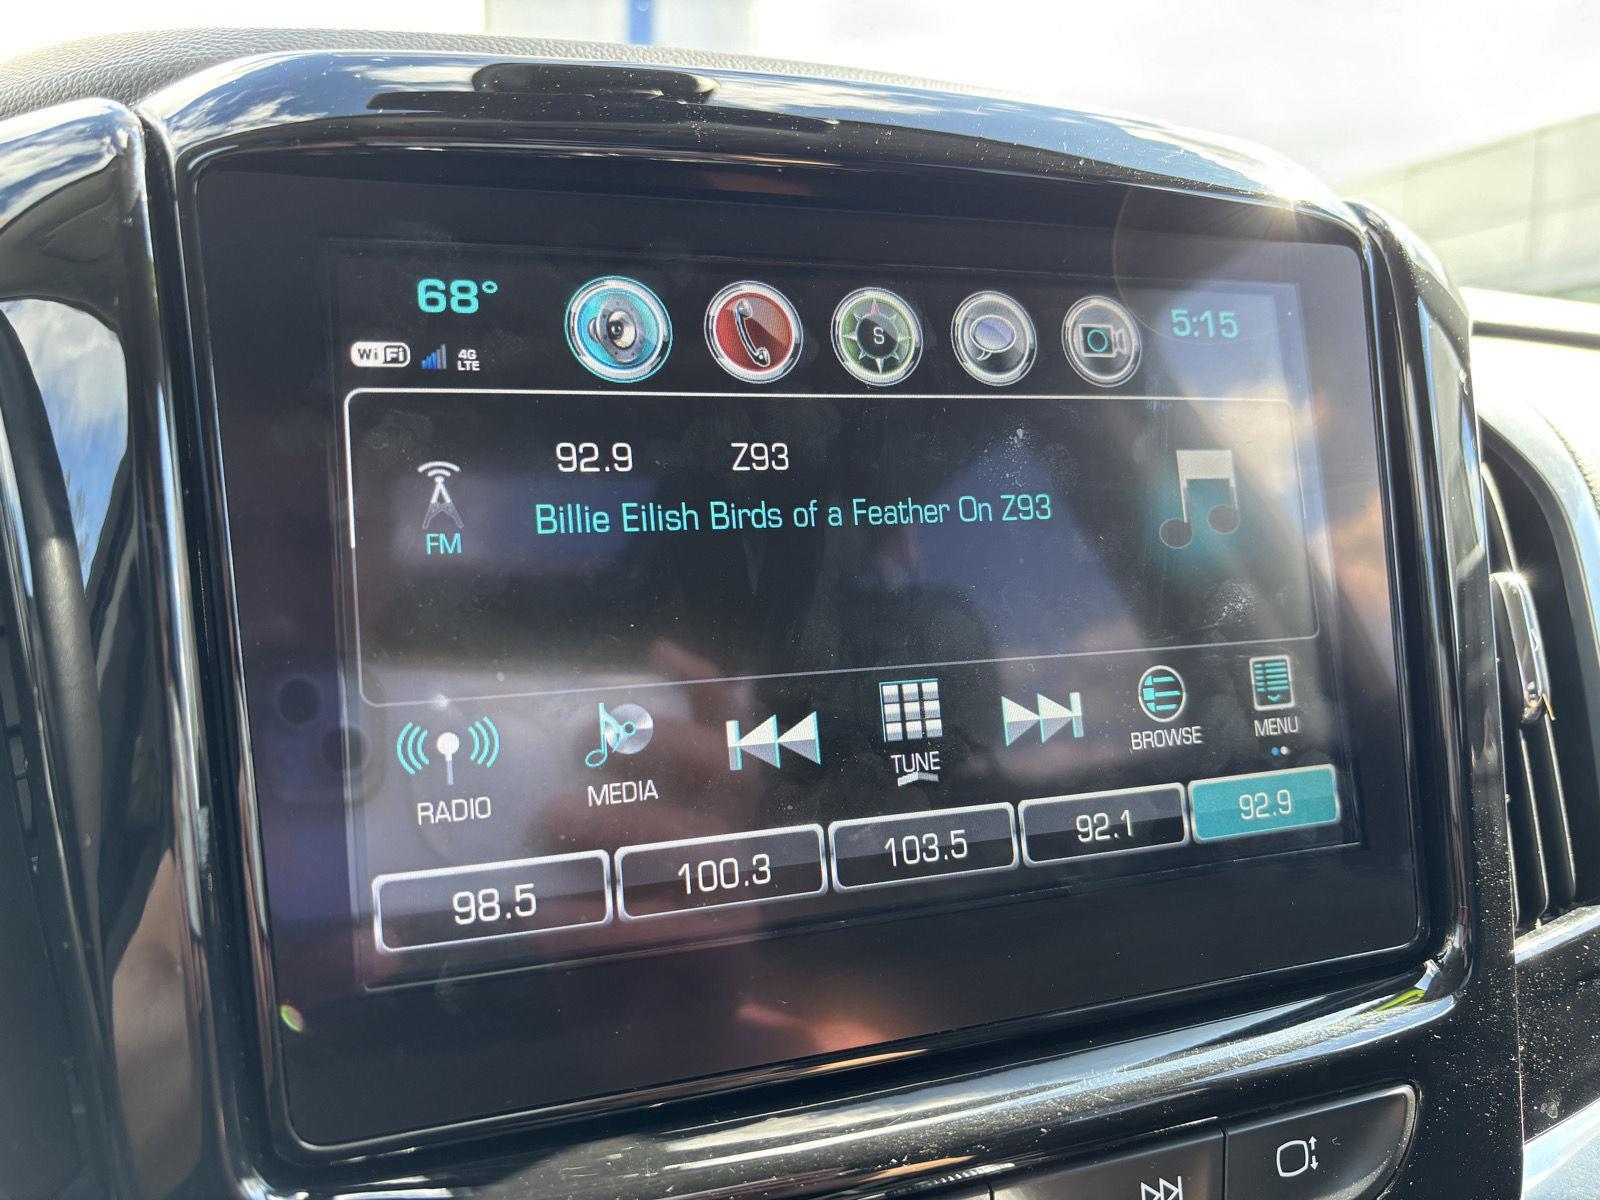 68°
WiFi 4G LTE
S
5:15
92.9 Z93
Billie Eilish Birds of a Feather On Z93
FM
RADIO
MEDIA
TUNE
BROWSE
MENU
98.5
100.3
103.5
92.1
92.9